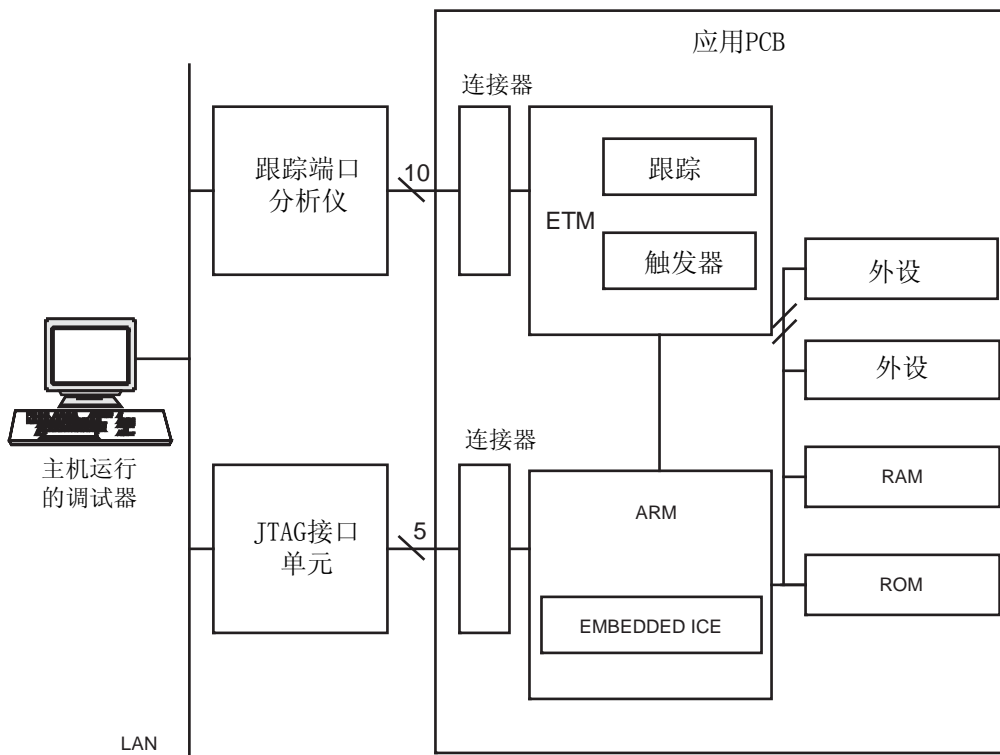 应用PCB
连接器
跟踪端口
分析仪
10
ETM
跟踪
触发器
外设
外设
主机运行
的调试器
连接器
JTAG接口
单元
5
ARM
EMBEDDED ICE
RAM
ROM
LAN